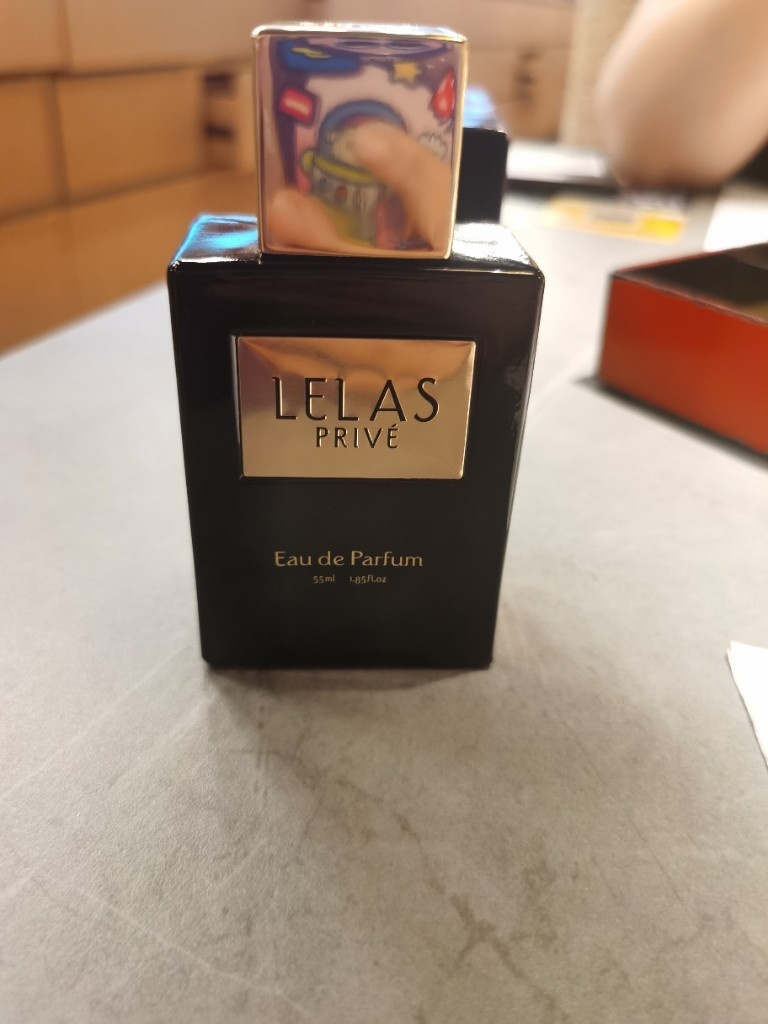 LELAS
PRIVÉ
Eau de Parfum
55ml 1.85fl.oz